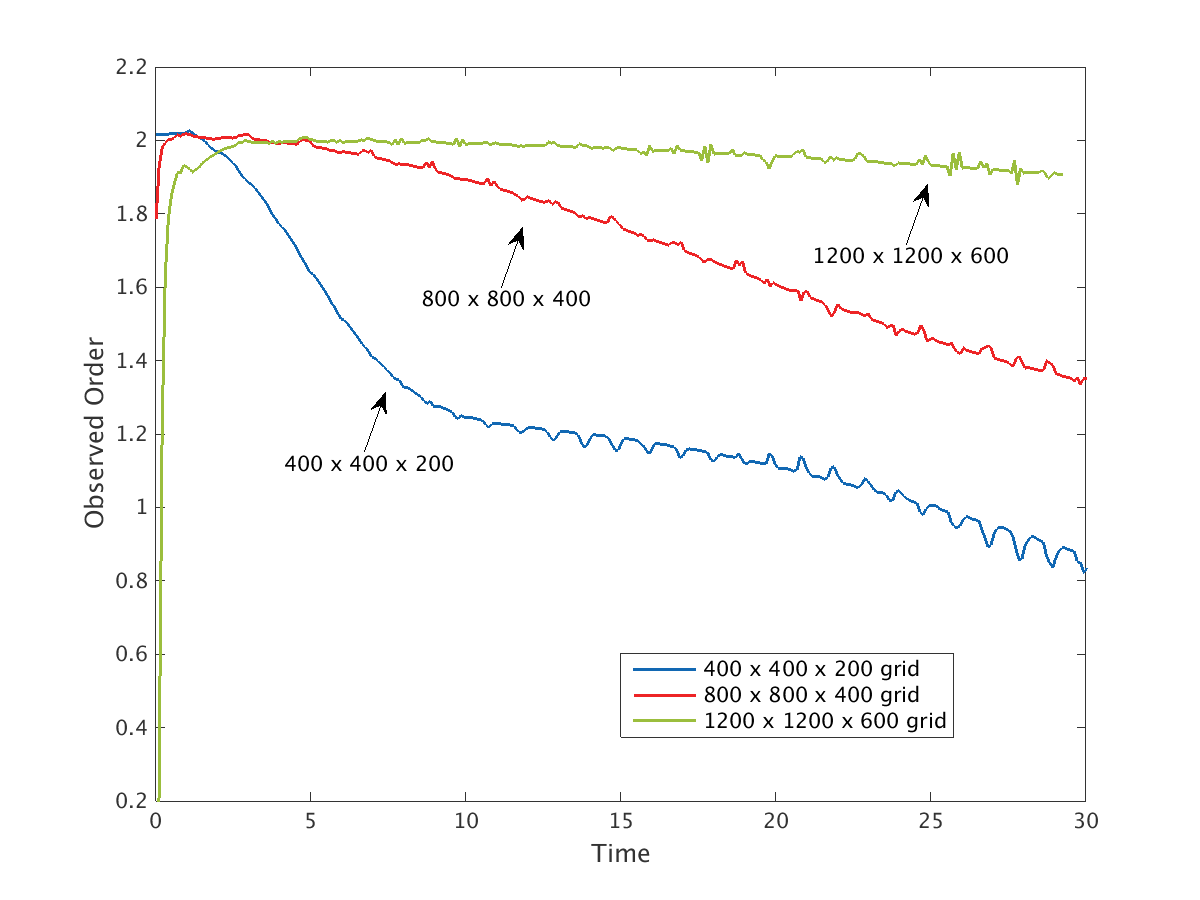 2.2
2
1.8
1.6
1.4
1.2
1
0.8
0.6
0.4
0.2
Observed Order
1200 x 1200 x 600
800 x 800 x 400
400 x 400 x 200
400 x 400 x 200 grid
800 x 800 x 400 grid
1200 x 1200 x 600 grid
0 5 10 15 20 25 30
Time